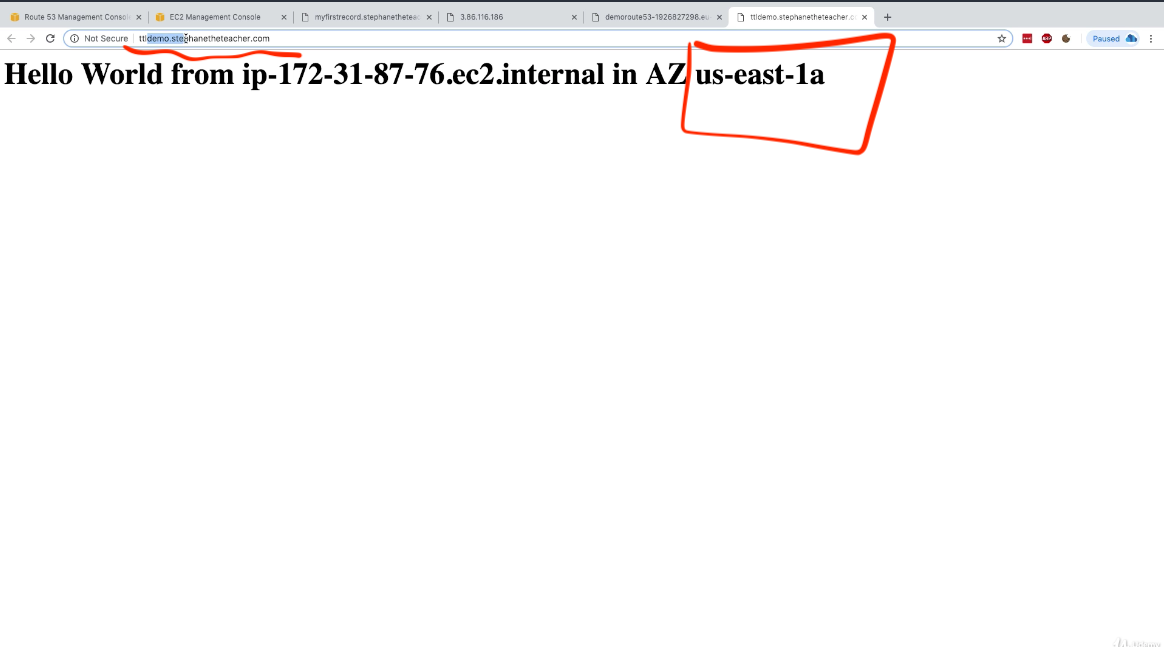 Route 53 Management Consol
EC2 Management Console
myfirstrecord.stephanetheteac
3.86.116.186
demoroute53-1926827298.eu-
ttldemo.stephanetheteacher.c
Not Secure
ttldemo.stephanetheteacher.com
Paused
Hello World from ip-172-31-87-76.ec2.internal in AZ us-east-1a